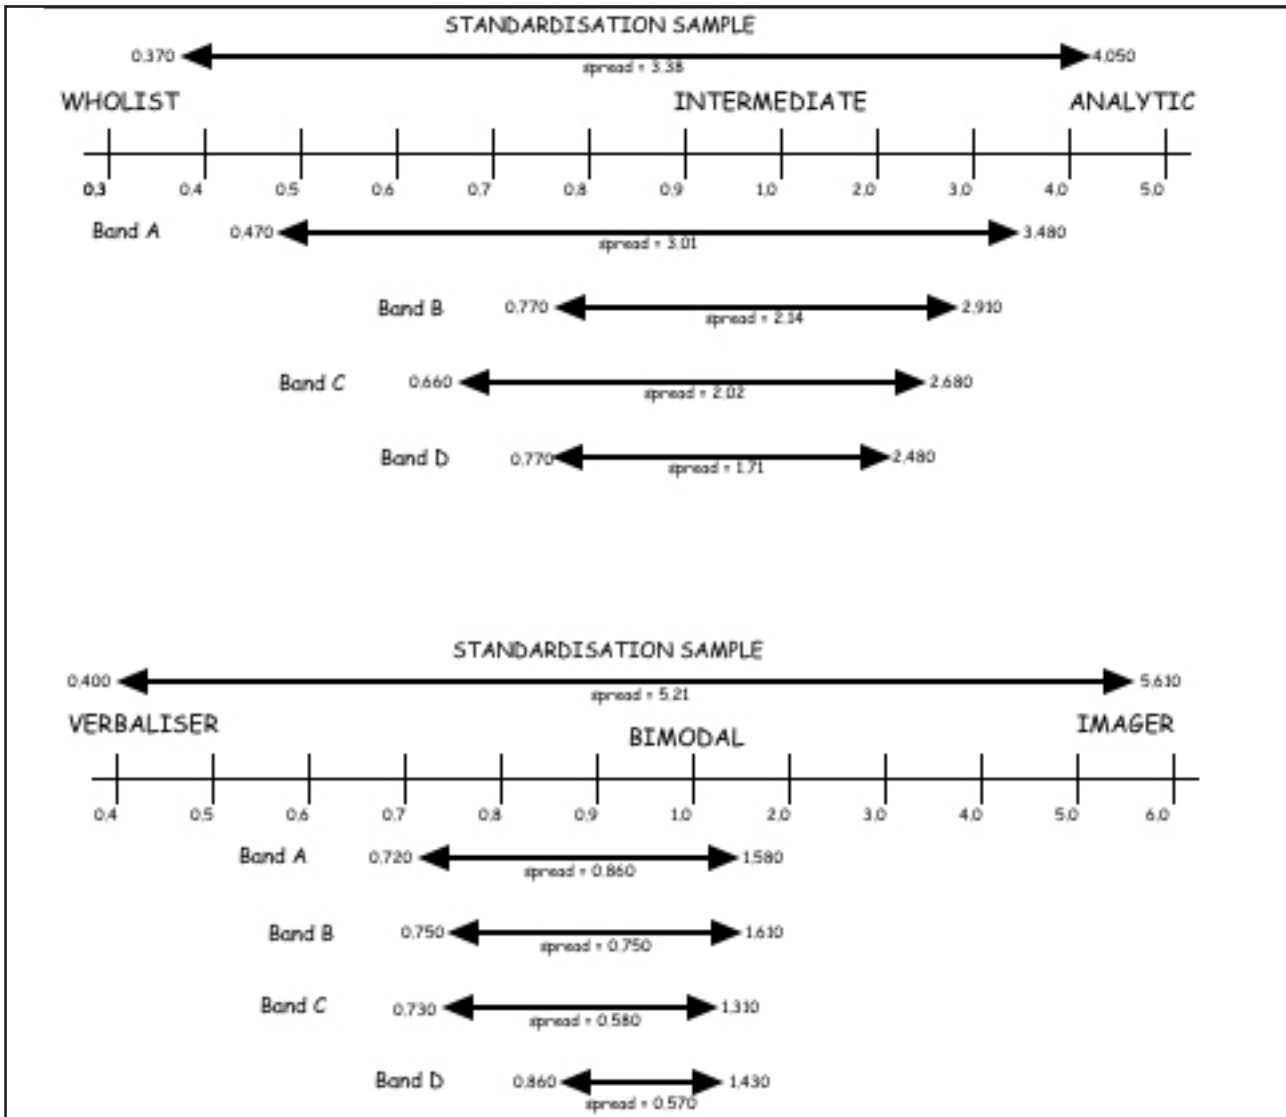 STANDARDISATION SAMPLE
0.370 4.050
spread = 3.38
WHOLIST INTERMEDIATE ANALYTIC
0.3 0.4 0.5 0.6 0.7 0.8 0.9 1.0 2.0 3.0 4.0 5.0
Band A 0.470 3.480
spread = 3.01
Band B 0.770 2.910
spread = 2.14
Band C 0.660 2.680
spread = 2.02
Band D 0.770 2.480
spread = 1.71
STANDARDISATION SAMPLE
0.400 5.610
spread = 5.21
VERBALISER BIMODAL IMAGER
0.4 0.5 0.6 0.7 0.8 0.9 1.0 2.0 3.0 4.0 5.0 6.0
Band A 0.720 1.580
spread = 0.860
Band B 0.750 1.610
spread = 0.750
Band C 0.730 1.310
spread = 0.580
Band D 0.860 1.430
spread = 0.570